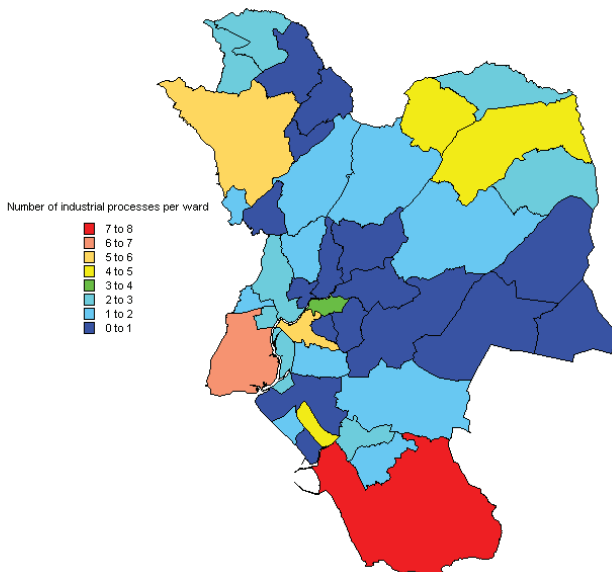 Number of industrial processes per ward
7 to 8
6 to 7
5 to 6
4 to 5
3 to 4
2 to 3
1 to 2
0 to 1